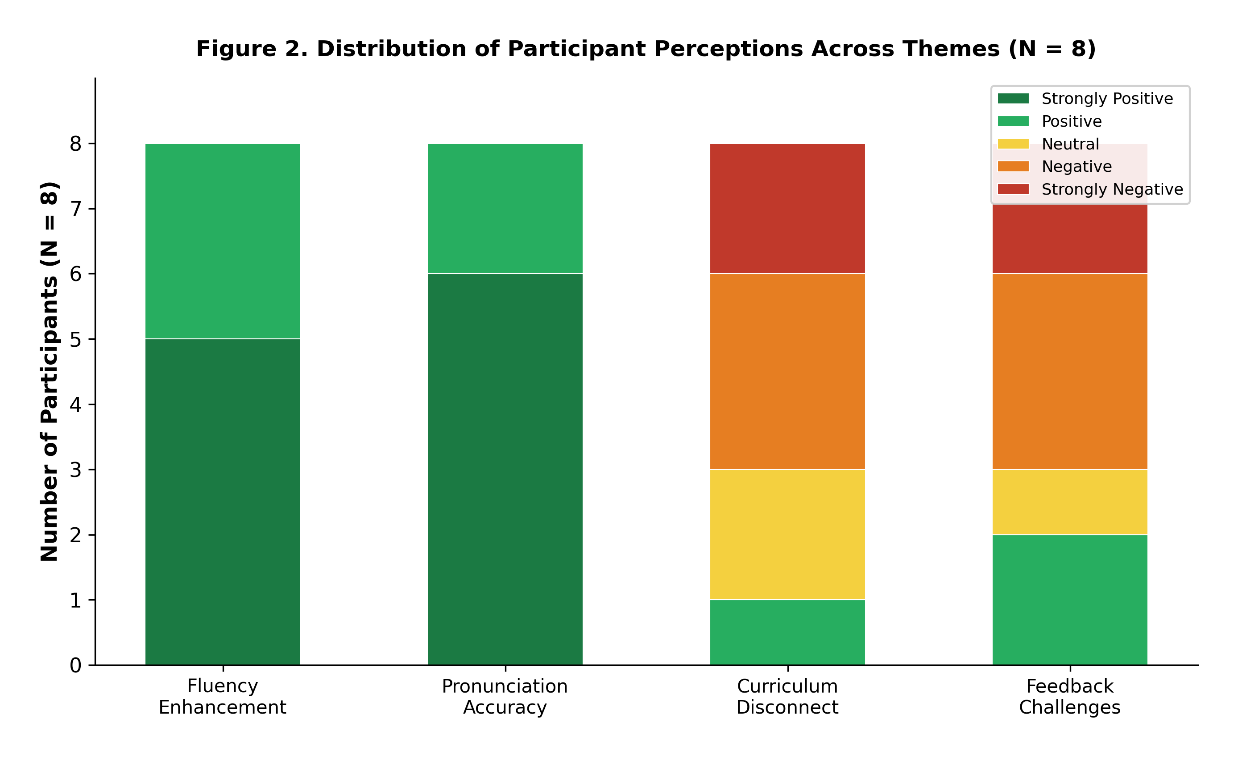 Figure 2. Distribution of Participant Perceptions Across Themes (N = 8)
Strongly Positive
Positive
Neutral
Negative
Strongly Negative
Number of Participants (N = 8)
8
7
6
5
4
3
2
1
0
Fluency
Enhancement
Pronunciation
Accuracy
Curriculum
Disconnect
Feedback
Challenges